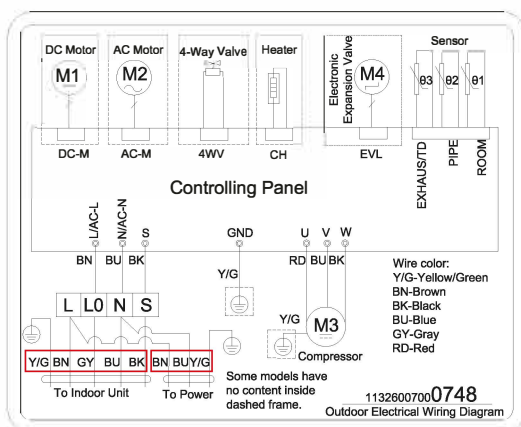 DC Motor AC Motor 4-Way Valve Heater Electronic Expansion Valve Sensor
M1 M2 M4 θ3 θ2 θ1
DC-M AC-M 4WV CH EVL EXHAUS/TD PIPE ROOM
Controlling Panel
L/AC-L N/AC-N S GND U V W
BN BU BK Y/G RD BU BK
L L0 N S
Y/G M3
Compressor
Y/G BN GY BU BK BN BU Y/G
To Indoor Unit To Power
Some models have
no content inside
dashed frame.
Wire color:
Y/G-Yellow/Green
BN-Brown
BK-Black
BU-Blue
GY-Gray
RD-Red
11326007000748
Outdoor Electrical Wiring Diagram